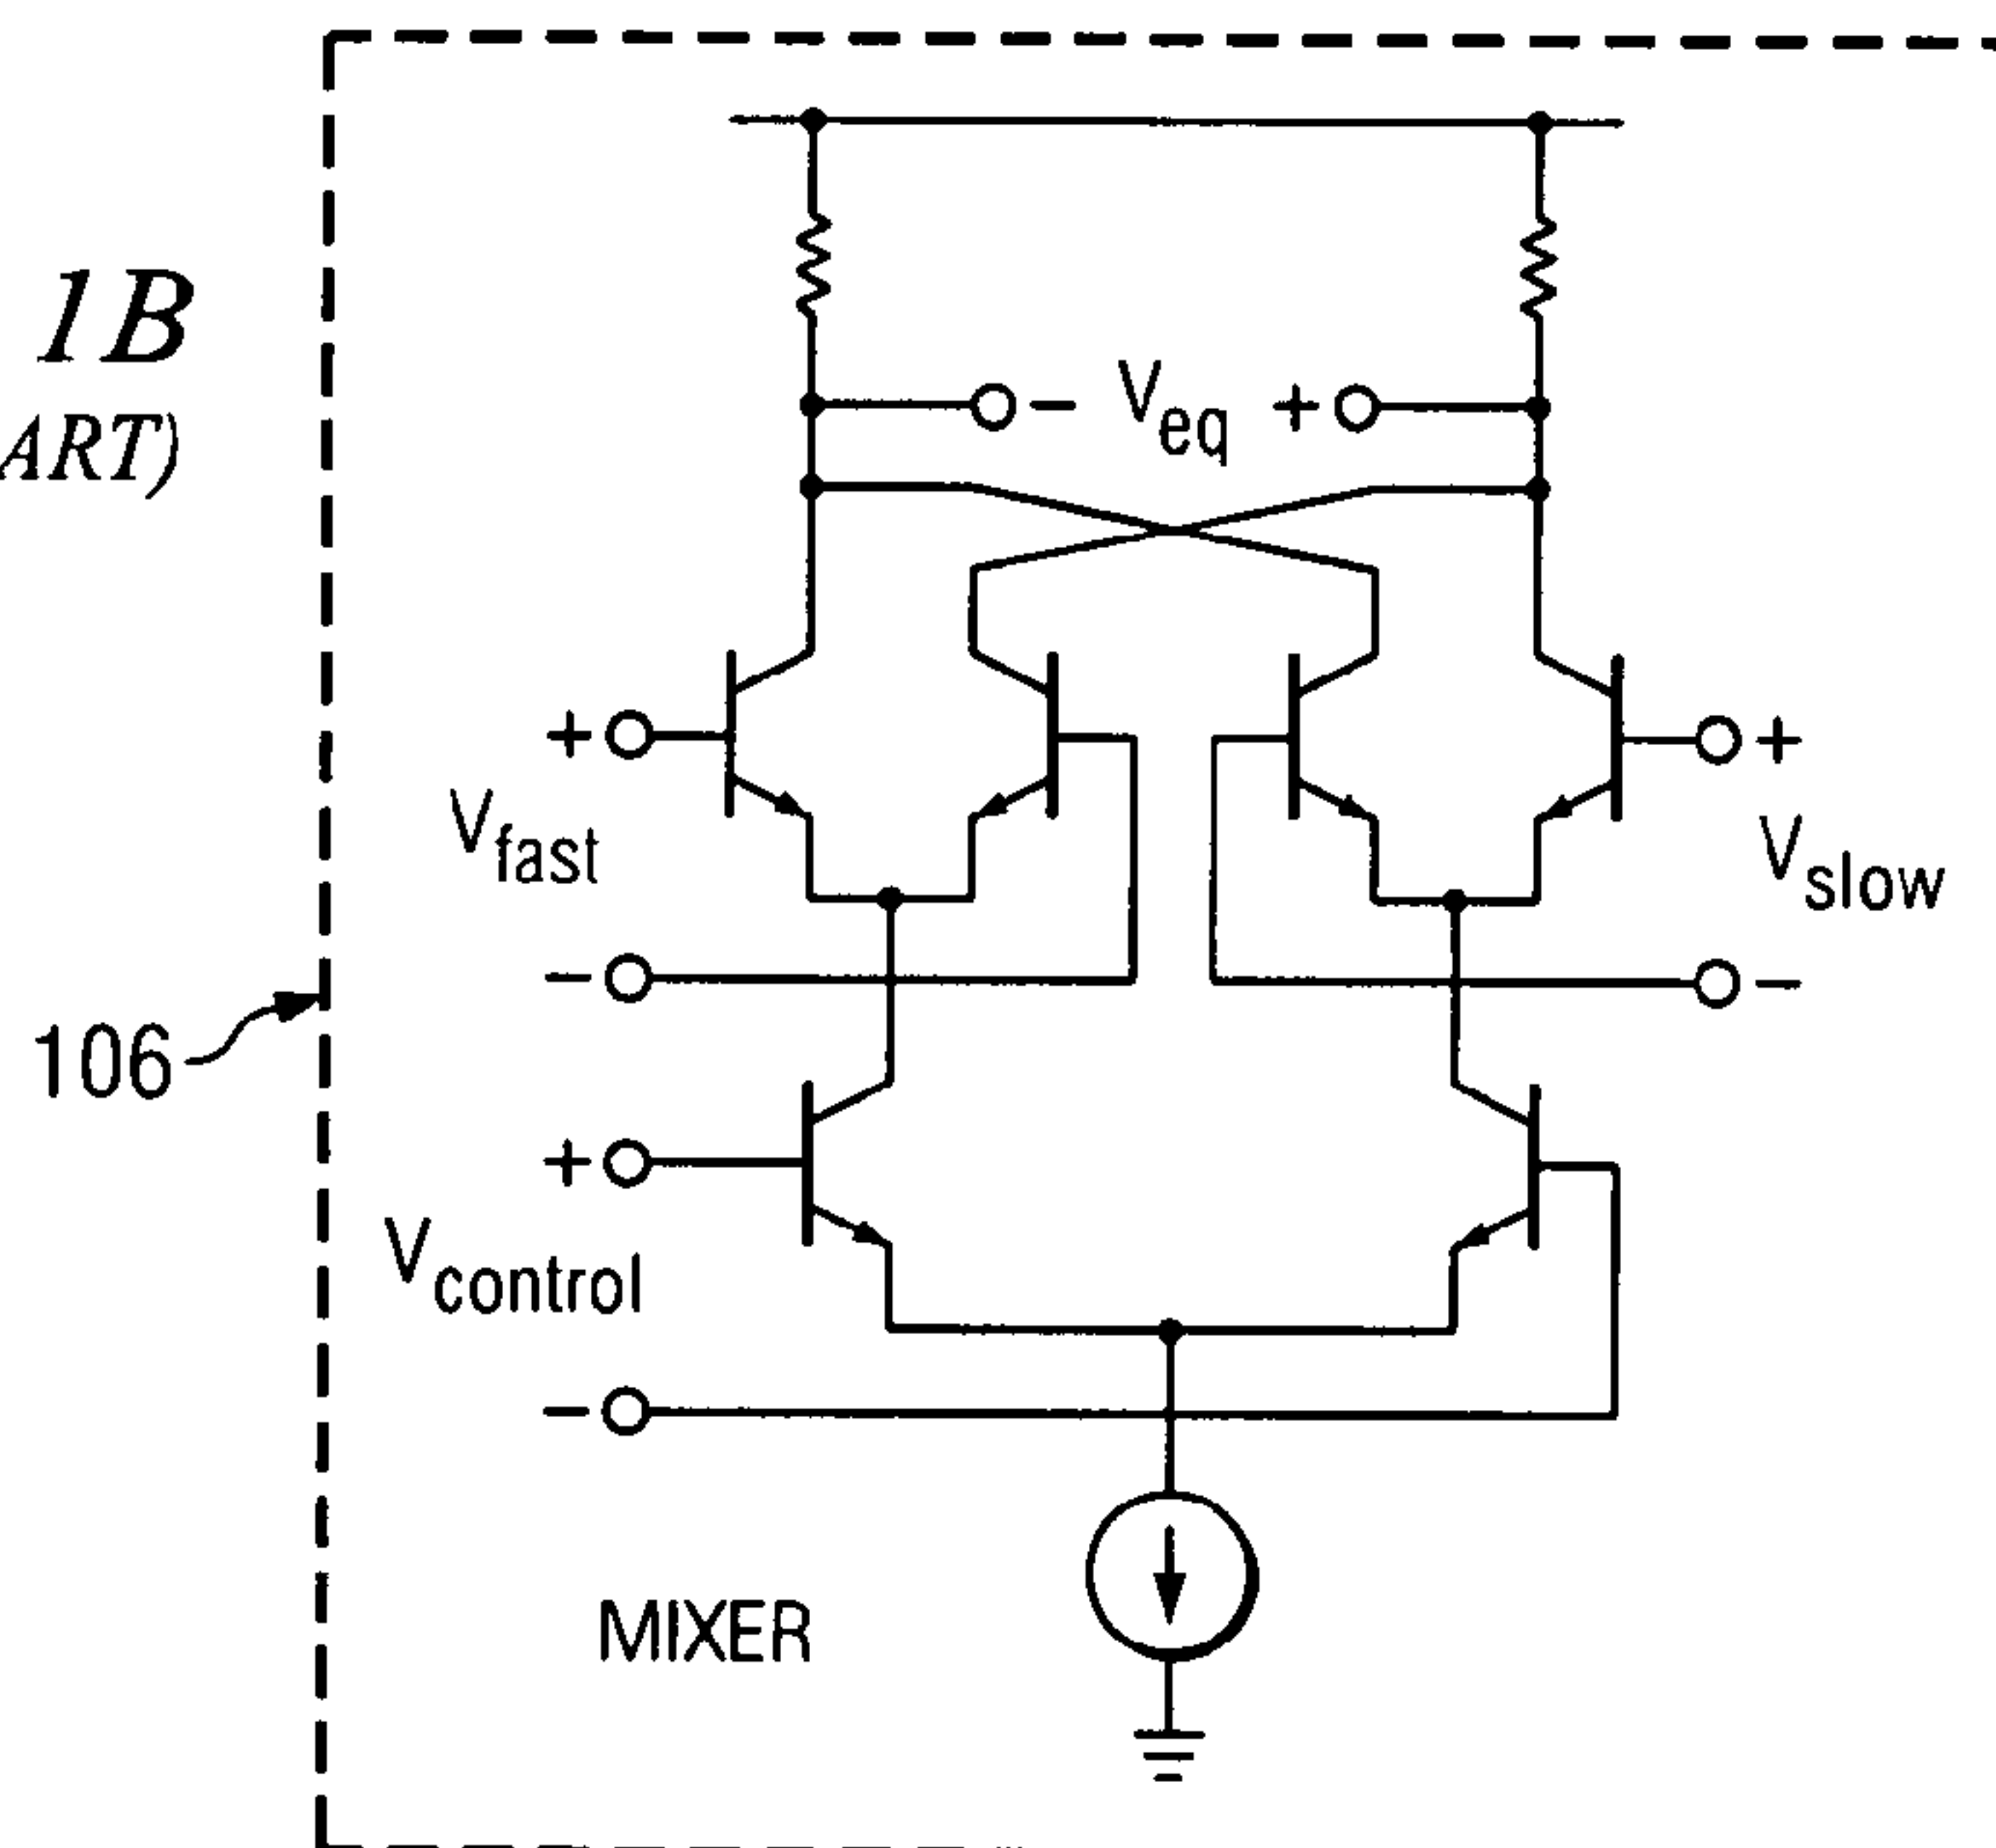 1B
ART)
- Veq +
+
Vfast
+
Vslow
-
-
106
+
Vcontrol
-
MIXER